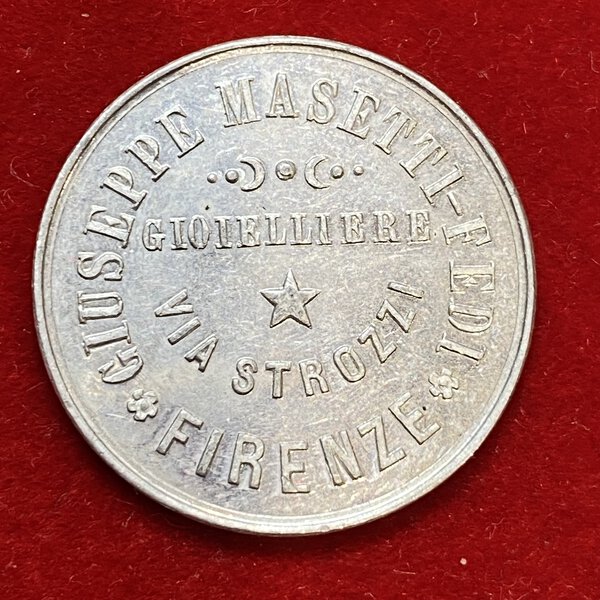 GIUSEPPE MASETTI-FEDI
GIOIELLIERE
VIA STROZZI
FIRENZE